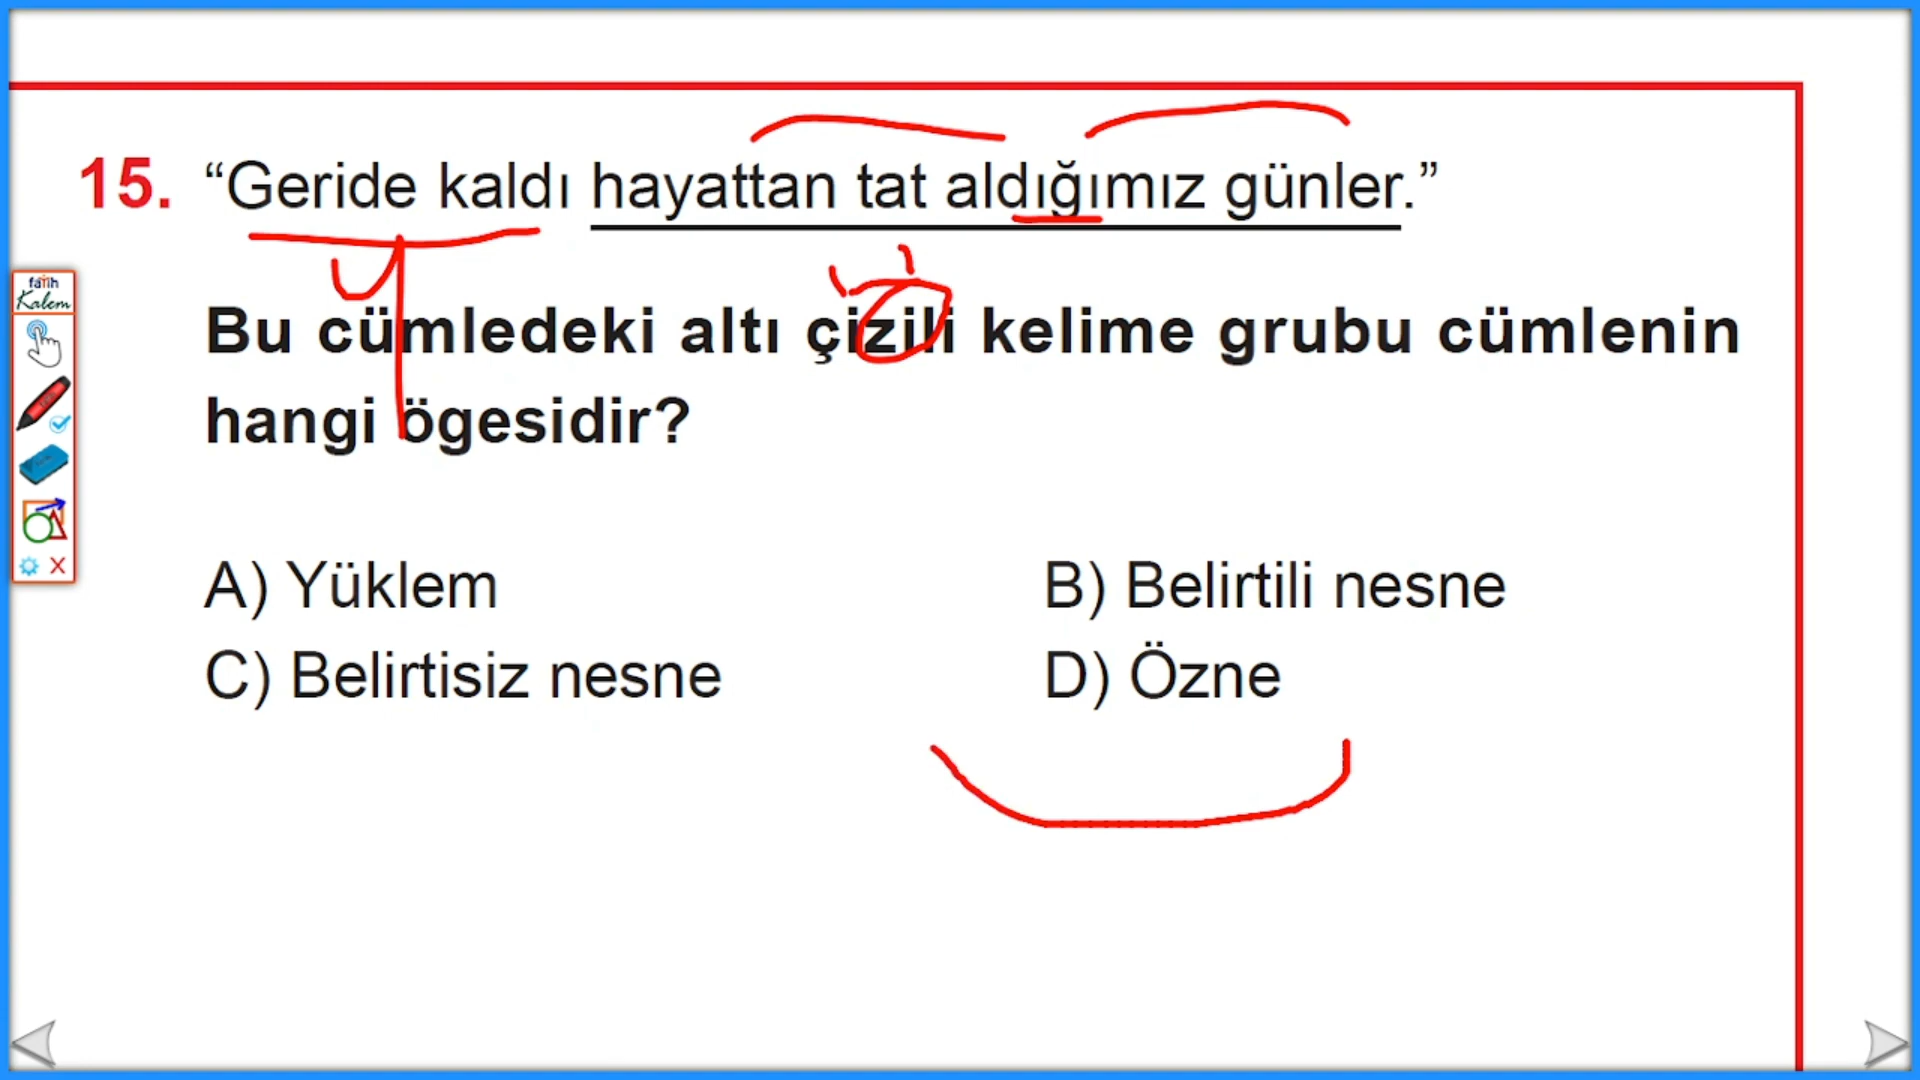 fatih
Kalem
15. “Geride kaldı hayattan tat aldığımız günler.”
y
ö
Bu cümledeki altı çizili kelime grubu cümlenin
hangi ögesidir?
A) Yüklem
B) Belirtili nesne
C) Belirtisiz nesne
D) Özne